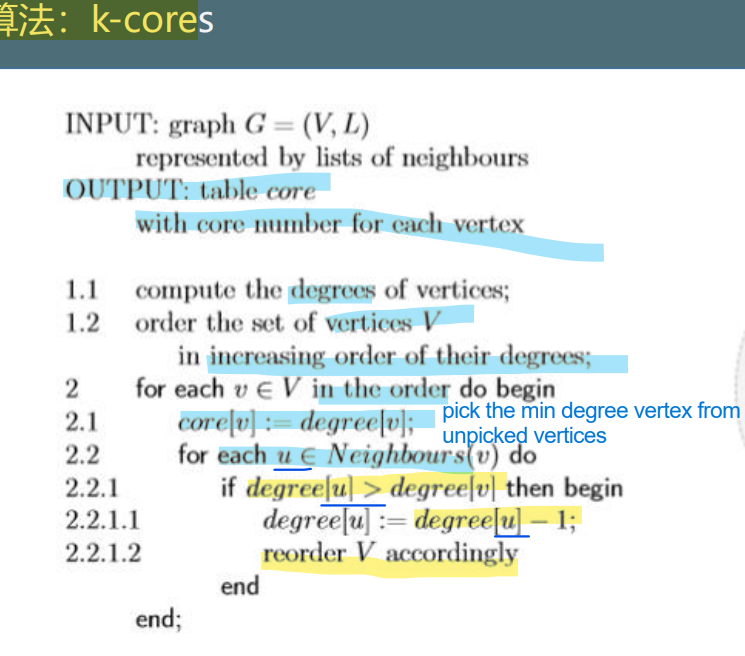 算法：k-cores
INPUT: graph G = (V, L)
represented by lists of neighbours
OUTPUT: table core
with core number for each vertex
1.1 compute the degrees of vertices;
1.2 order the set of vertices V
in increasing order of their degrees;
2 for each v ∈ V in the order do begin
2.1 core[v] := degree[v];
pick the min degree vertex from
unpicked vertices
2.2 for each u ∈ Neighbours(v) do
2.2.1 if degree[u] > degree[v] then begin
2.2.1.1 degree[u] := degree[u] − 1;
2.2.1.2 reorder V accordingly
end
end;